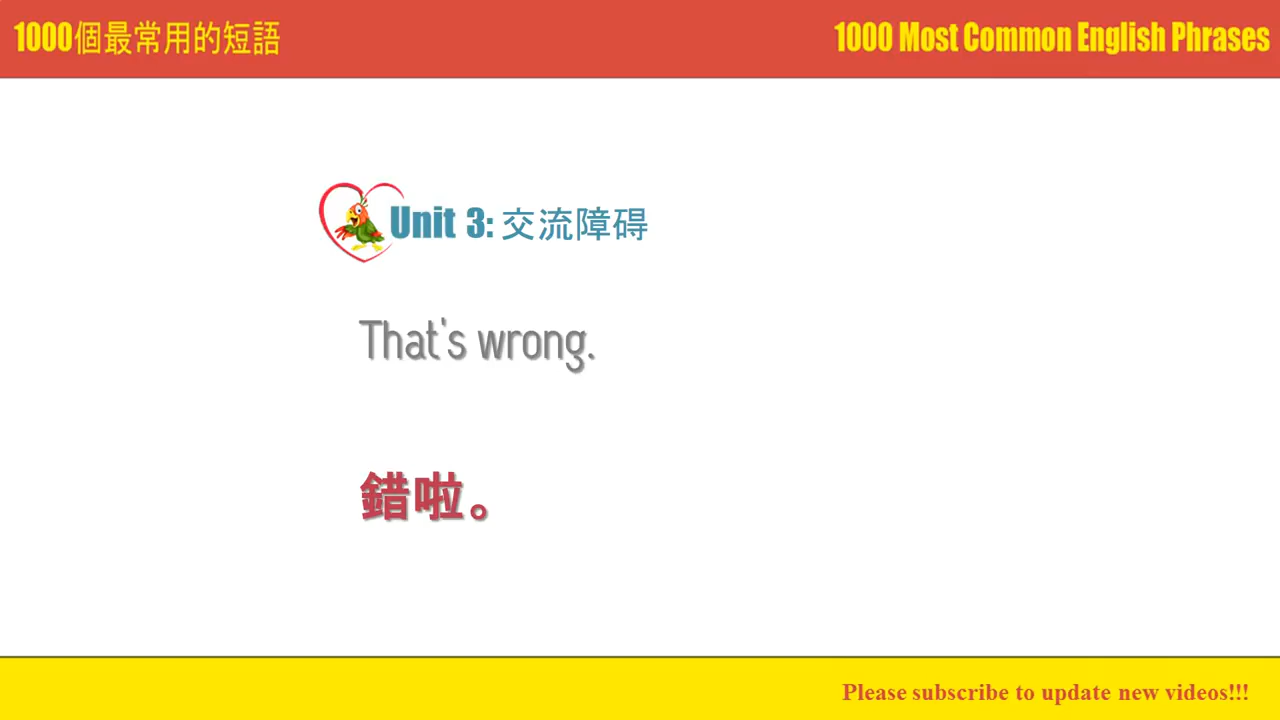 1000個最常用的短語
1000 Most Common English Phrases
Unit 3: 交流障碍
That's wrong.
錯啦。
Please subscribe to update new videos!!!